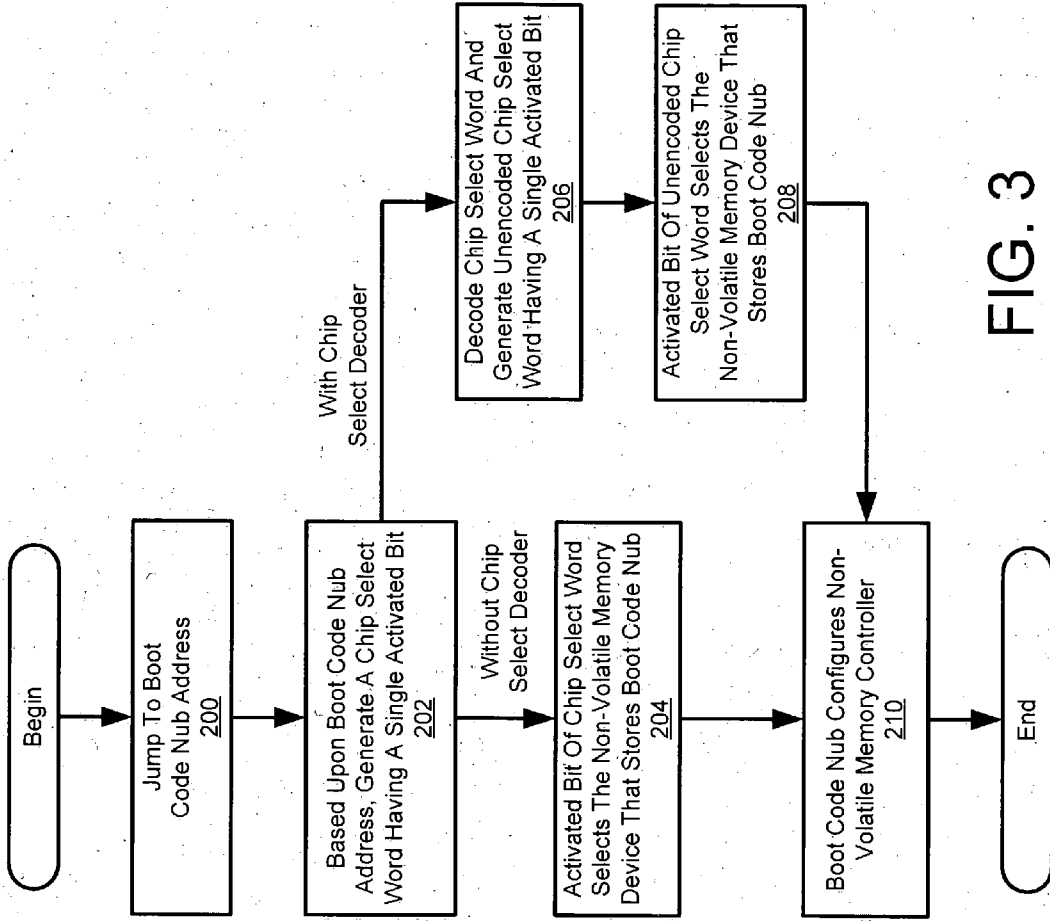 Begin
Jump To Boot
Code Nub Address
200
Based Upon Boot Code Nub
Address, Generate A Chip Select
Word Having A Single Activated Bit
202
With Chip
Select Decoder
Without Chip
Select Decoder
Decode Chip Select Word And
Generate Unencoded Chip Select
Word Having A Single Activated Bit
206
Activated Bit Of Chip Select Word
Selects The Non-Volatile Memory
Device That Stores Boot Code Nub
204
Activated Bit Of Unencoded Chip
Select Word Selects The
Non-Volatile Memory Device That
Stores Boot Code Nub
208
Boot Code Nub Configures Non-
Volatile Memory Controller
210
End
FIG. 3